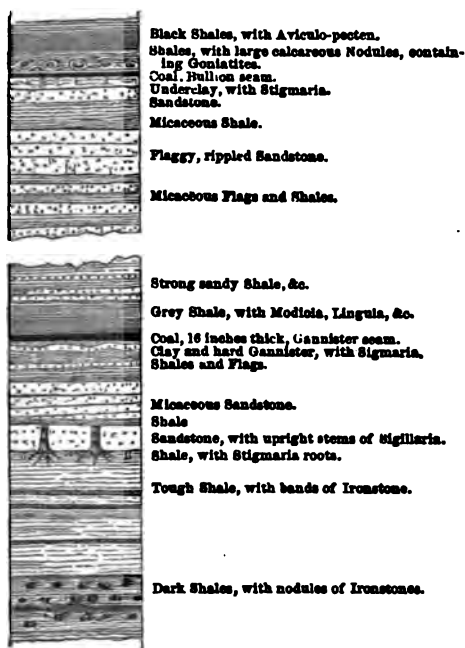 Black Shales, with Aviculo-pecten.
Shales, with large calcareous Nodules, contain-
ing Goniatites.
Coal, Bullion seam.
Underclay, with Stigmaria.
Sandstone.
Micaceous Shale.
Flaggy, rippled Sandstone.
Micaceous Flags and Shales.
Strong sandy Shale, &c.
Grey Shale, with Modiola, Lingula, &c.
Coal, 16 inches thick, Gannister seam.
Clay and hard Gannister, with Sigmaria.
Shales and Flags.
Micaceous Sandstone.
Shale
Sandstone, with upright stems of Sigillaria.
Shale, with Stigmaria roots.
Tough Shale, with bands of Ironstone.
Dark Shales, with nodules of Ironstones.